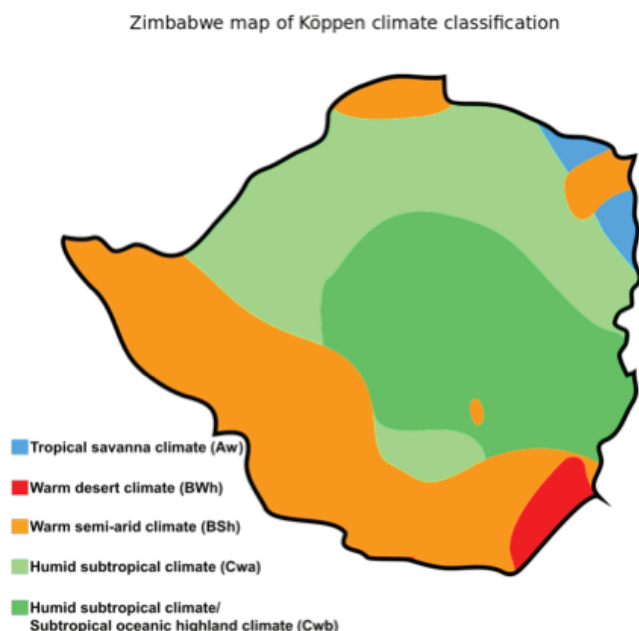 Zimbabwe map of Köppen climate classification
Tropical savanna climate (Aw)
Warm desert climate (BWh)
Warm semi-arid climate (BSh)
Humid subtropical climate (Cwa)
Humid subtropical climate/
Subtropical oceanic highland climate (Cwb)